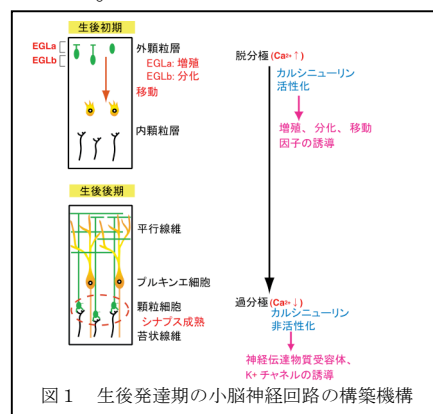 生後初期
EGLa
EGLb
外顆粒層
EGLa: 増殖
EGLb: 分化
移動
内顆粒層
生後後期
平行線維
プルキンエ細胞
顆粒細胞
シナプス成熟
苔状線維
脱分極(Ca²⁺↑)
カルシニューリン
活性化
増殖、分化、移動
因子の誘導
過分極(Ca²⁺↓)
カルシニューリン
非活性化
神経伝達物質受容体、
K+チャネルの誘導
図1 生後発達期の小脳神経回路の構築機構